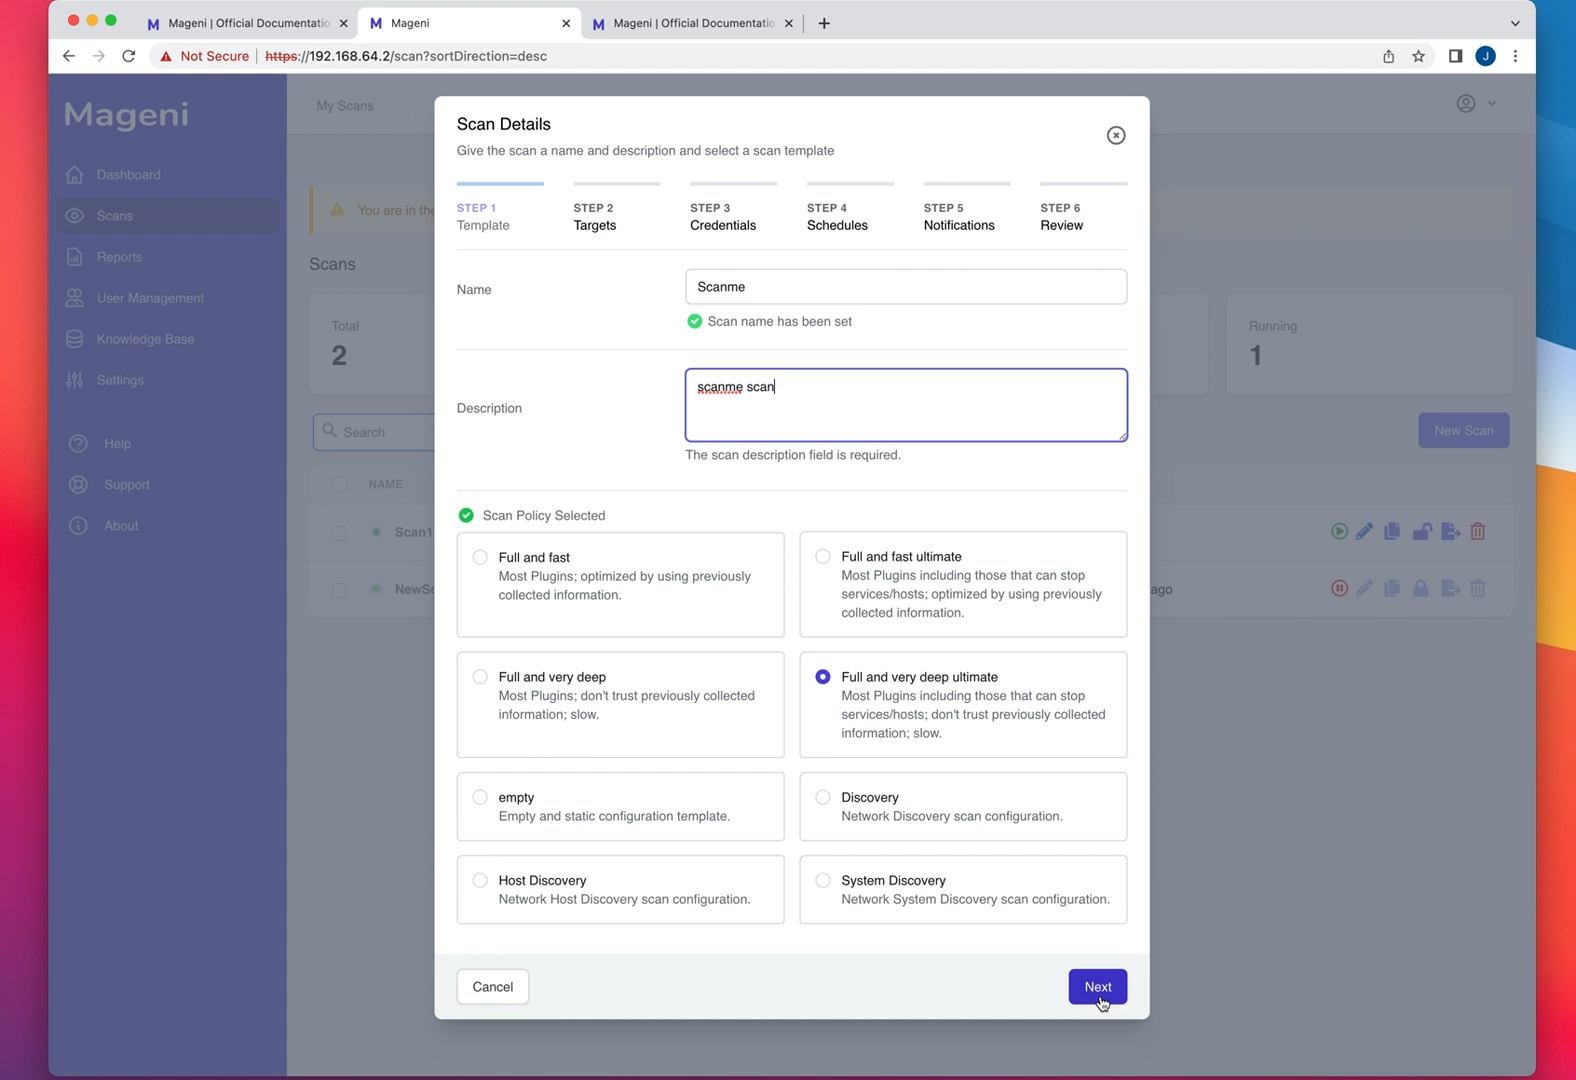 Mageni | Official Documentatio
Mageni
Mageni | Official Documentatio
Not Secure
https://192.168.64.2/scan?sortDirection=desc
J
Mageni
Dashboard
Scans
Reports
User Management
Knowledge Base
Settings
Help
Support
About
My Scans
You are in the
Scans
Total
2
Running
1
Search
New Scan
NAME
Scan1
NewSc
ago
Scan Details
Give the scan a name and description and select a scan template
STEP 1
Template
STEP 2
Targets
STEP 3
Credentials
STEP 4
Schedules
STEP 5
Notifications
STEP 6
Review
Name
Scanme
Scan name has been set
Description
scanme scan
The scan description field is required.
Scan Policy Selected
Full and fast
Most Plugins; optimized by using previously
collected information.
Full and fast ultimate
Most Plugins including those that can stop
services/hosts; optimized by using previously
collected information.
Full and very deep
Most Plugins; don't trust previously collected
information; slow.
Full and very deep ultimate
Most Plugins including those that can stop
services/hosts; don't trust previously collected
information; slow.
empty
Empty and static configuration template.
Discovery
Network Discovery scan configuration.
Host Discovery
Network Host Discovery scan configuration.
System Discovery
Network System Discovery scan configuration.
Cancel
Next